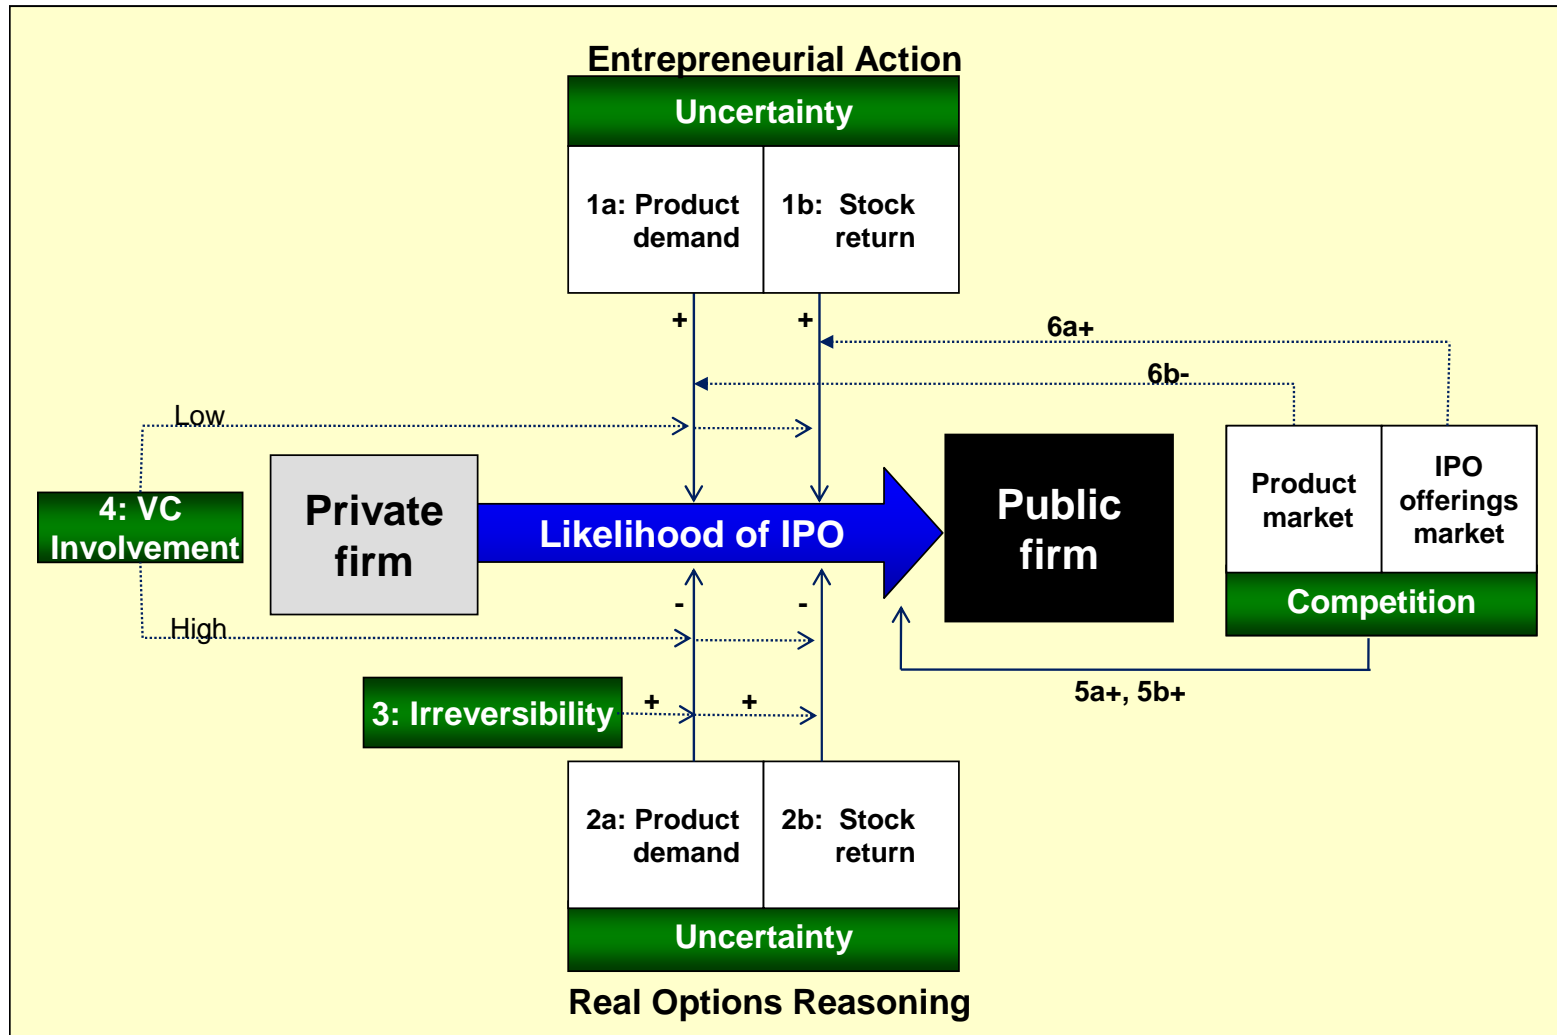 Entrepreneurial Action
Uncertainty
1a: Product
demand
1b: Stock
return
+
+
6a+
6b-
Low
4: VC
Involvement
High
Private
firm
Likelihood of IPO
Public
firm
Product
market
IPO
offerings
market
Competition
-
-
5a+, 5b+
3: Irreversibility
+
+
2a: Product
demand
2b: Stock
return
Uncertainty
Real Options Reasoning